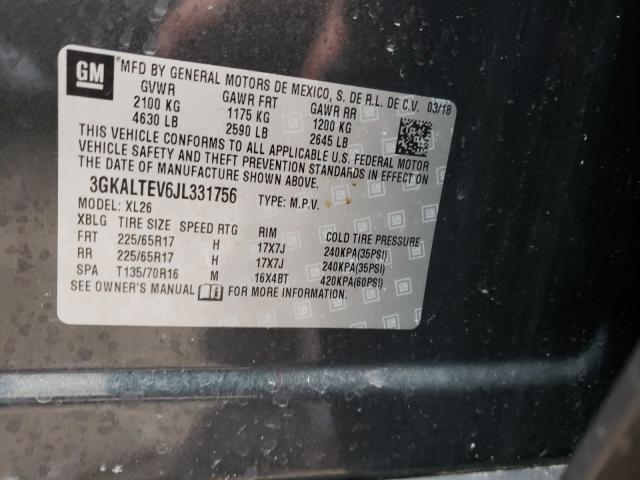 GM
MFD BY GENERAL MOTORS DE MEXICO, S. DE R.L. DE C.V. 03/18
GVWR GAWR FRT GAWR RR
2100 KG 1175 KG 1200 KG
4630 LB 2590 LB 2645 LB
THIS VEHICLE CONFORMS TO ALL APPLICABLE U.S. FEDERAL MOTOR
VEHICLE SAFETY AND THEFT PREVENTION STANDARDS IN EFFECT ON
THE DATE OF MANUFACTURE SHOWN ABOVE.
3GKALTEV6JL331756 TYPE: M.P.V.
MODEL: XL26
XBLG TIRE SIZE SPEED RTG RIM COLD TIRE PRESSURE
FRT 225/65R17 H 17X7J 240KPA(35PSI)
RR 225/65R17 H 17X7J 240KPA(35PSI)
SPA T135/70R16 M 16X4BT 420KPA(60PSI)
SEE OWNER'S MANUAL FOR MORE INFORMATION.